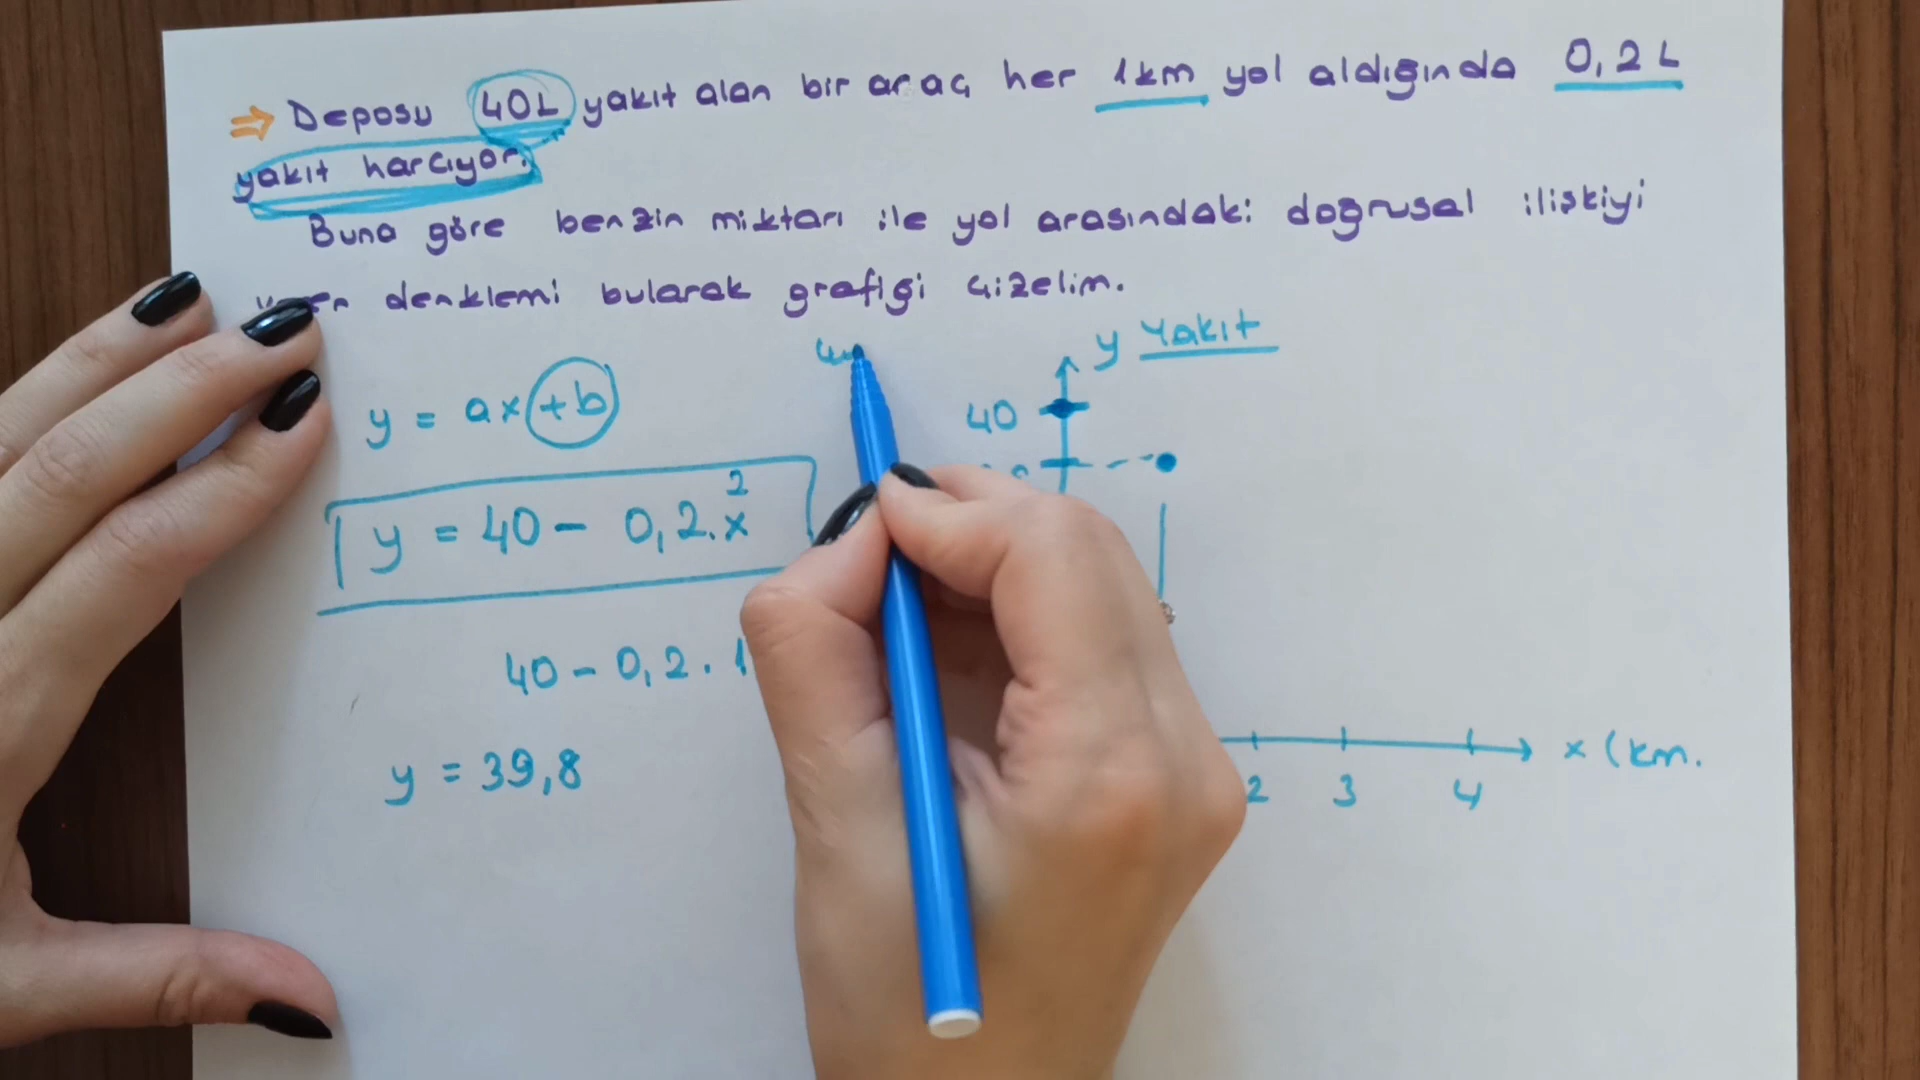 ⇒ Deposu 40L yakıt alan bir araç her 1km yol aldığında 0,2L
yakıt harcıyor.
Buna göre benzin miktarı ile yol arasındaki doğrusal ilişkiyi
denklemi bularak grafiği çizelim.
y = ax + b
y = 40 - 0,2.x
2
40 - 0,2 . 1
y = 39,8
y Yakıt
40
2 3 4 x (km.